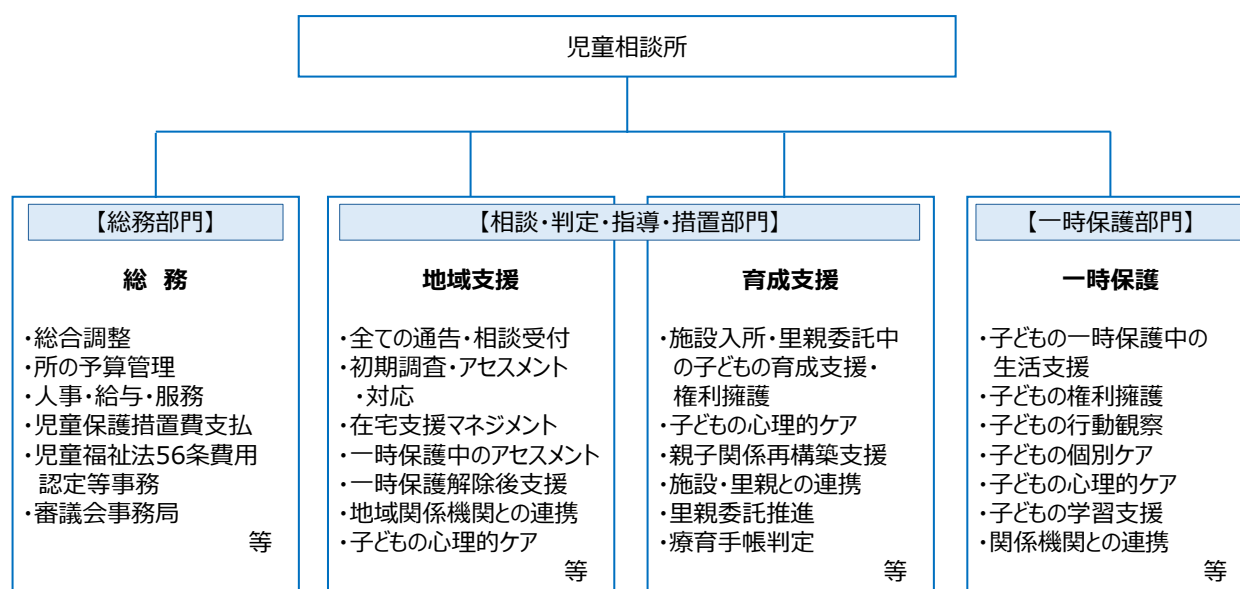 児童相談所
【総務部門】
総 務
・総合調整
・所の予算管理
・人事・給与・服務
・児童保護措置費支払
・児童福祉法56条費用
認定等事務
・審議会事務局
等
【相談・判定・指導・措置部門】
地域支援
・全ての通告・相談受付
・初期調査・アセスメント
・対応
・在宅支援マネジメント
・一時保護中のアセスメント
・一時保護解除後支援
・地域関係機関との連携
・子どもの心理的ケア
等
育成支援
・施設入所・里親委託中
の子どもの育成支援・
権利擁護
・子どもの心理的ケア
・親子関係再構築支援
・施設・里親との連携
・里親委託推進
・療育手帳判定
等
【一時保護部門】
一時保護
・子どもの一時保護中の
生活支援
・子どもの権利擁護
・子どもの行動観察
・子どもの個別ケア
・子どもの心理的ケア
・子どもの学習支援
・関係機関との連携
等